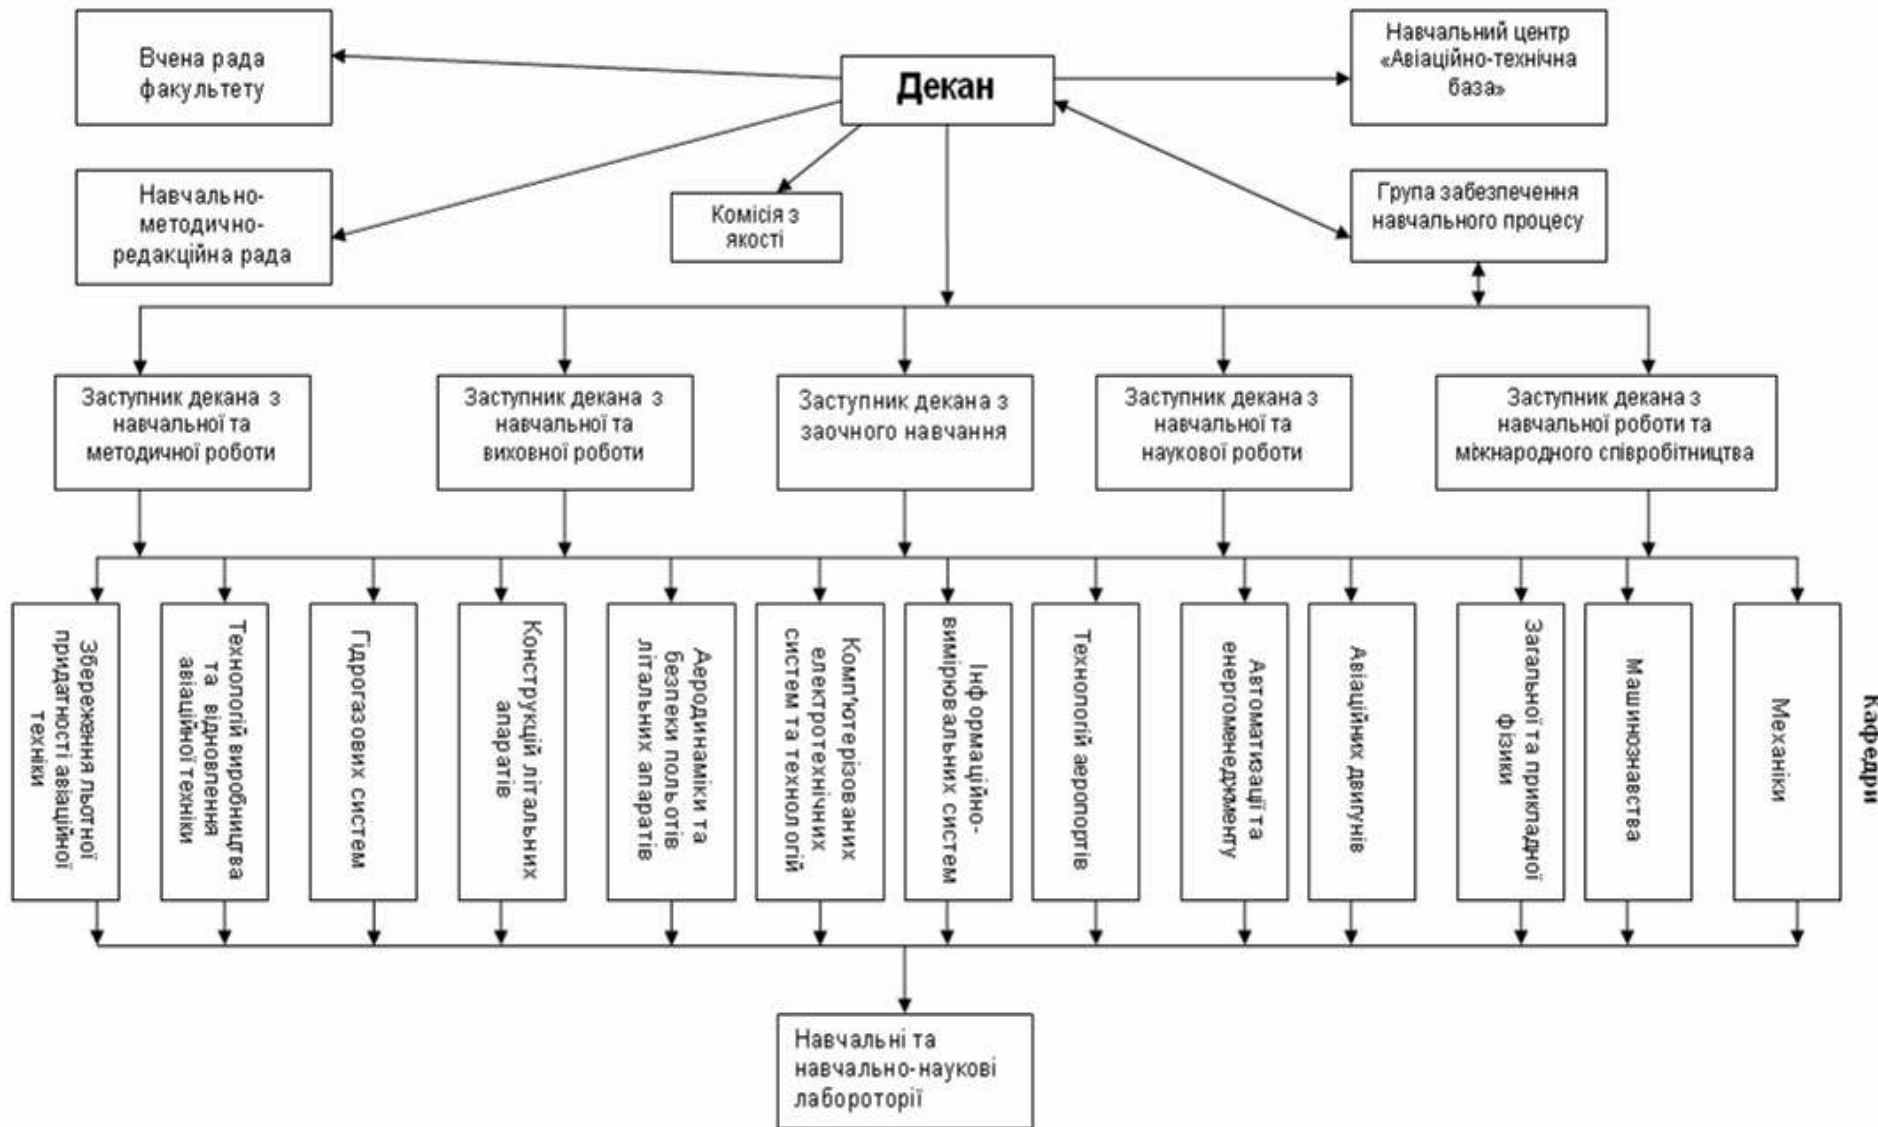 Вчена рада
факультету
Декан
Навчальний центр
«Авіаційно-технічна
база»
Навчально-
методично-
редакційна рада
Комісія з
якості
Група забезпечення
навчального процесу
Заступник декана з
навчальної та
методичної роботи
Заступник декана з
навчальної та
виховної роботи
Заступник декана з
заочного навчання
Заступник декана з
навчальної та
наукової роботи
Заступник декана з
навчальної роботи та
міжнародного співробітництва
Збереження льотної
придатності авіаційної
техніки
Технологій виробництва
та відновлення
авіаційної техніки
Гідрогазових систем
Конструкцій літальних
апаратів
Аеродинаміки та
безпеки польотів
літальних апаратів
Комп'ютерізованих
електротехнічних
систем та технологій
Інформаційно-
вимірювальних систем
Технологій аеропортів
Автоматизації та
енергоменеджменту
Авіаційних двигунів
Загальної та прикладної
фізики
Машинознавства
Механіки
Кафедри
Навчальні та
навчально-наукові
лабороторії